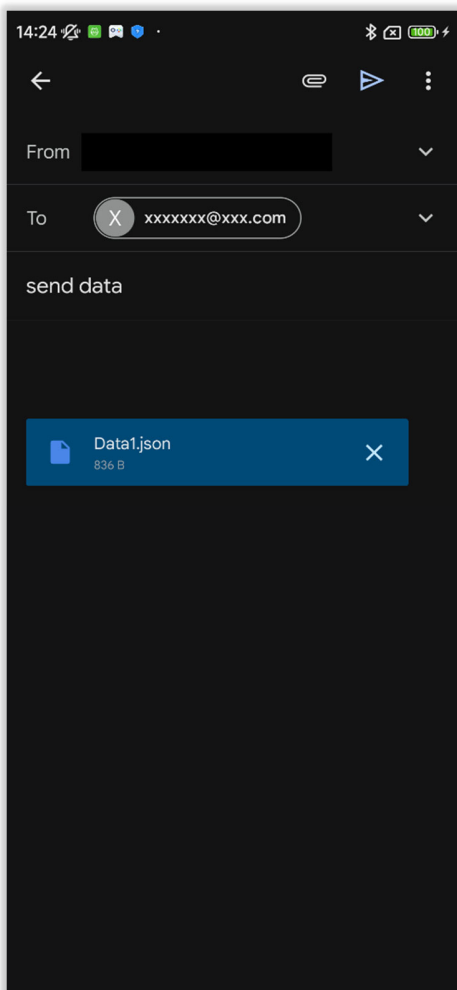 14:24
100
From
To X xxxxxxx@xxx.com
send data
Data1.json
836 B